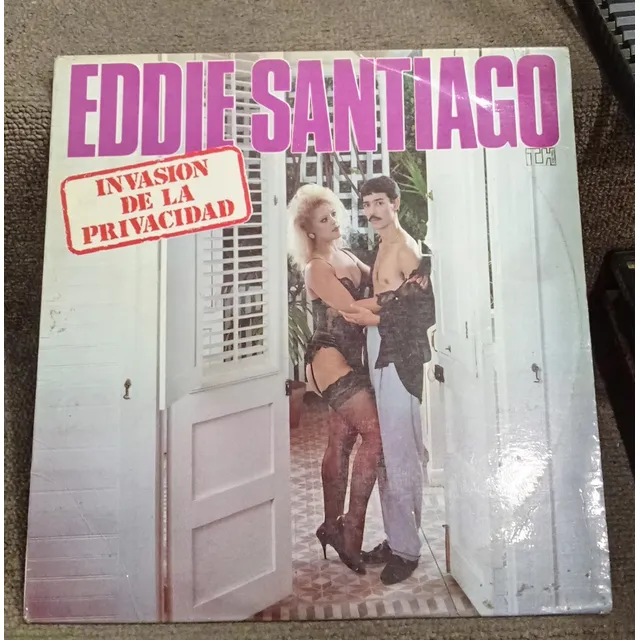 EDDIE SANTIAGO
INVASION
DE LA
PRIVACIDAD